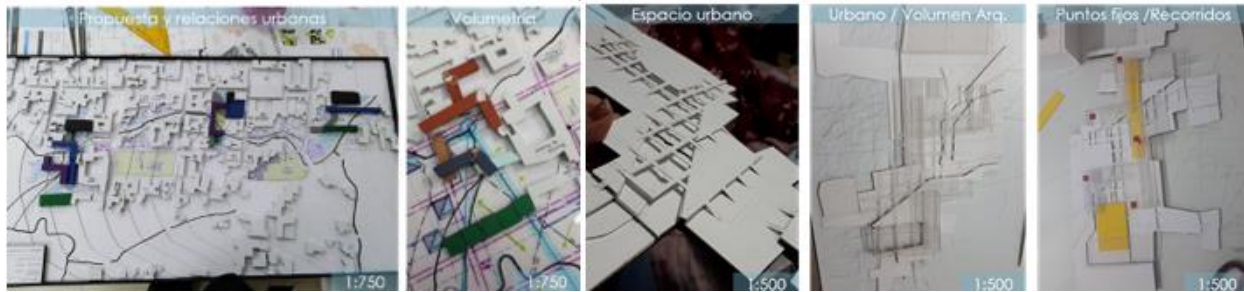 Propuesta y relaciones urbanas
1:750
Volumetría
1:750
Espacio urbano
1:500
Urbano / Volumen Arq.
1:500
Puntos fijos /Recorridos
1:500